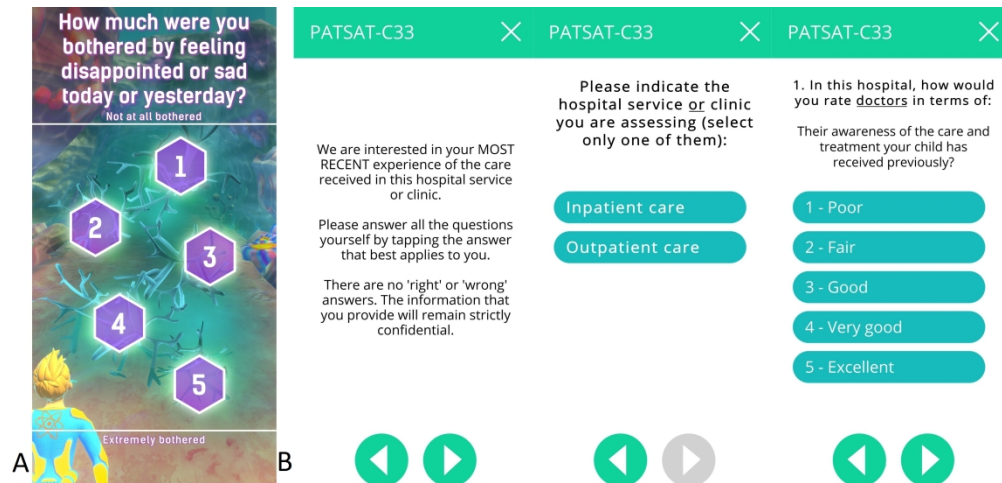 How much were you
bothered by feeling
disappointed or sad
today or yesterday?
Not at all bothered
1
2
3
4
5
Extremely bothered
A
PATSAT-C33
We are interested in your MOST
RECENT experience of the care
received in this hospital service
or clinic.
Please answer all the questions
yourself by tapping the answer
that best applies to you.
There are no 'right' or 'wrong'
answers. The information that
you provide will remain strictly
confidential.
B
PATSAT-C33
Please indicate the
hospital service or clinic
you are assessing (select
only one of them):
Inpatient care
Outpatient care
PATSAT-C33
1. In this hospital, how would
you rate doctors in terms of:
Their awareness of the care and
treatment your child has
received previously?
1 - Poor
2 - Fair
3 - Good
4 - Very good
5 - Excellent